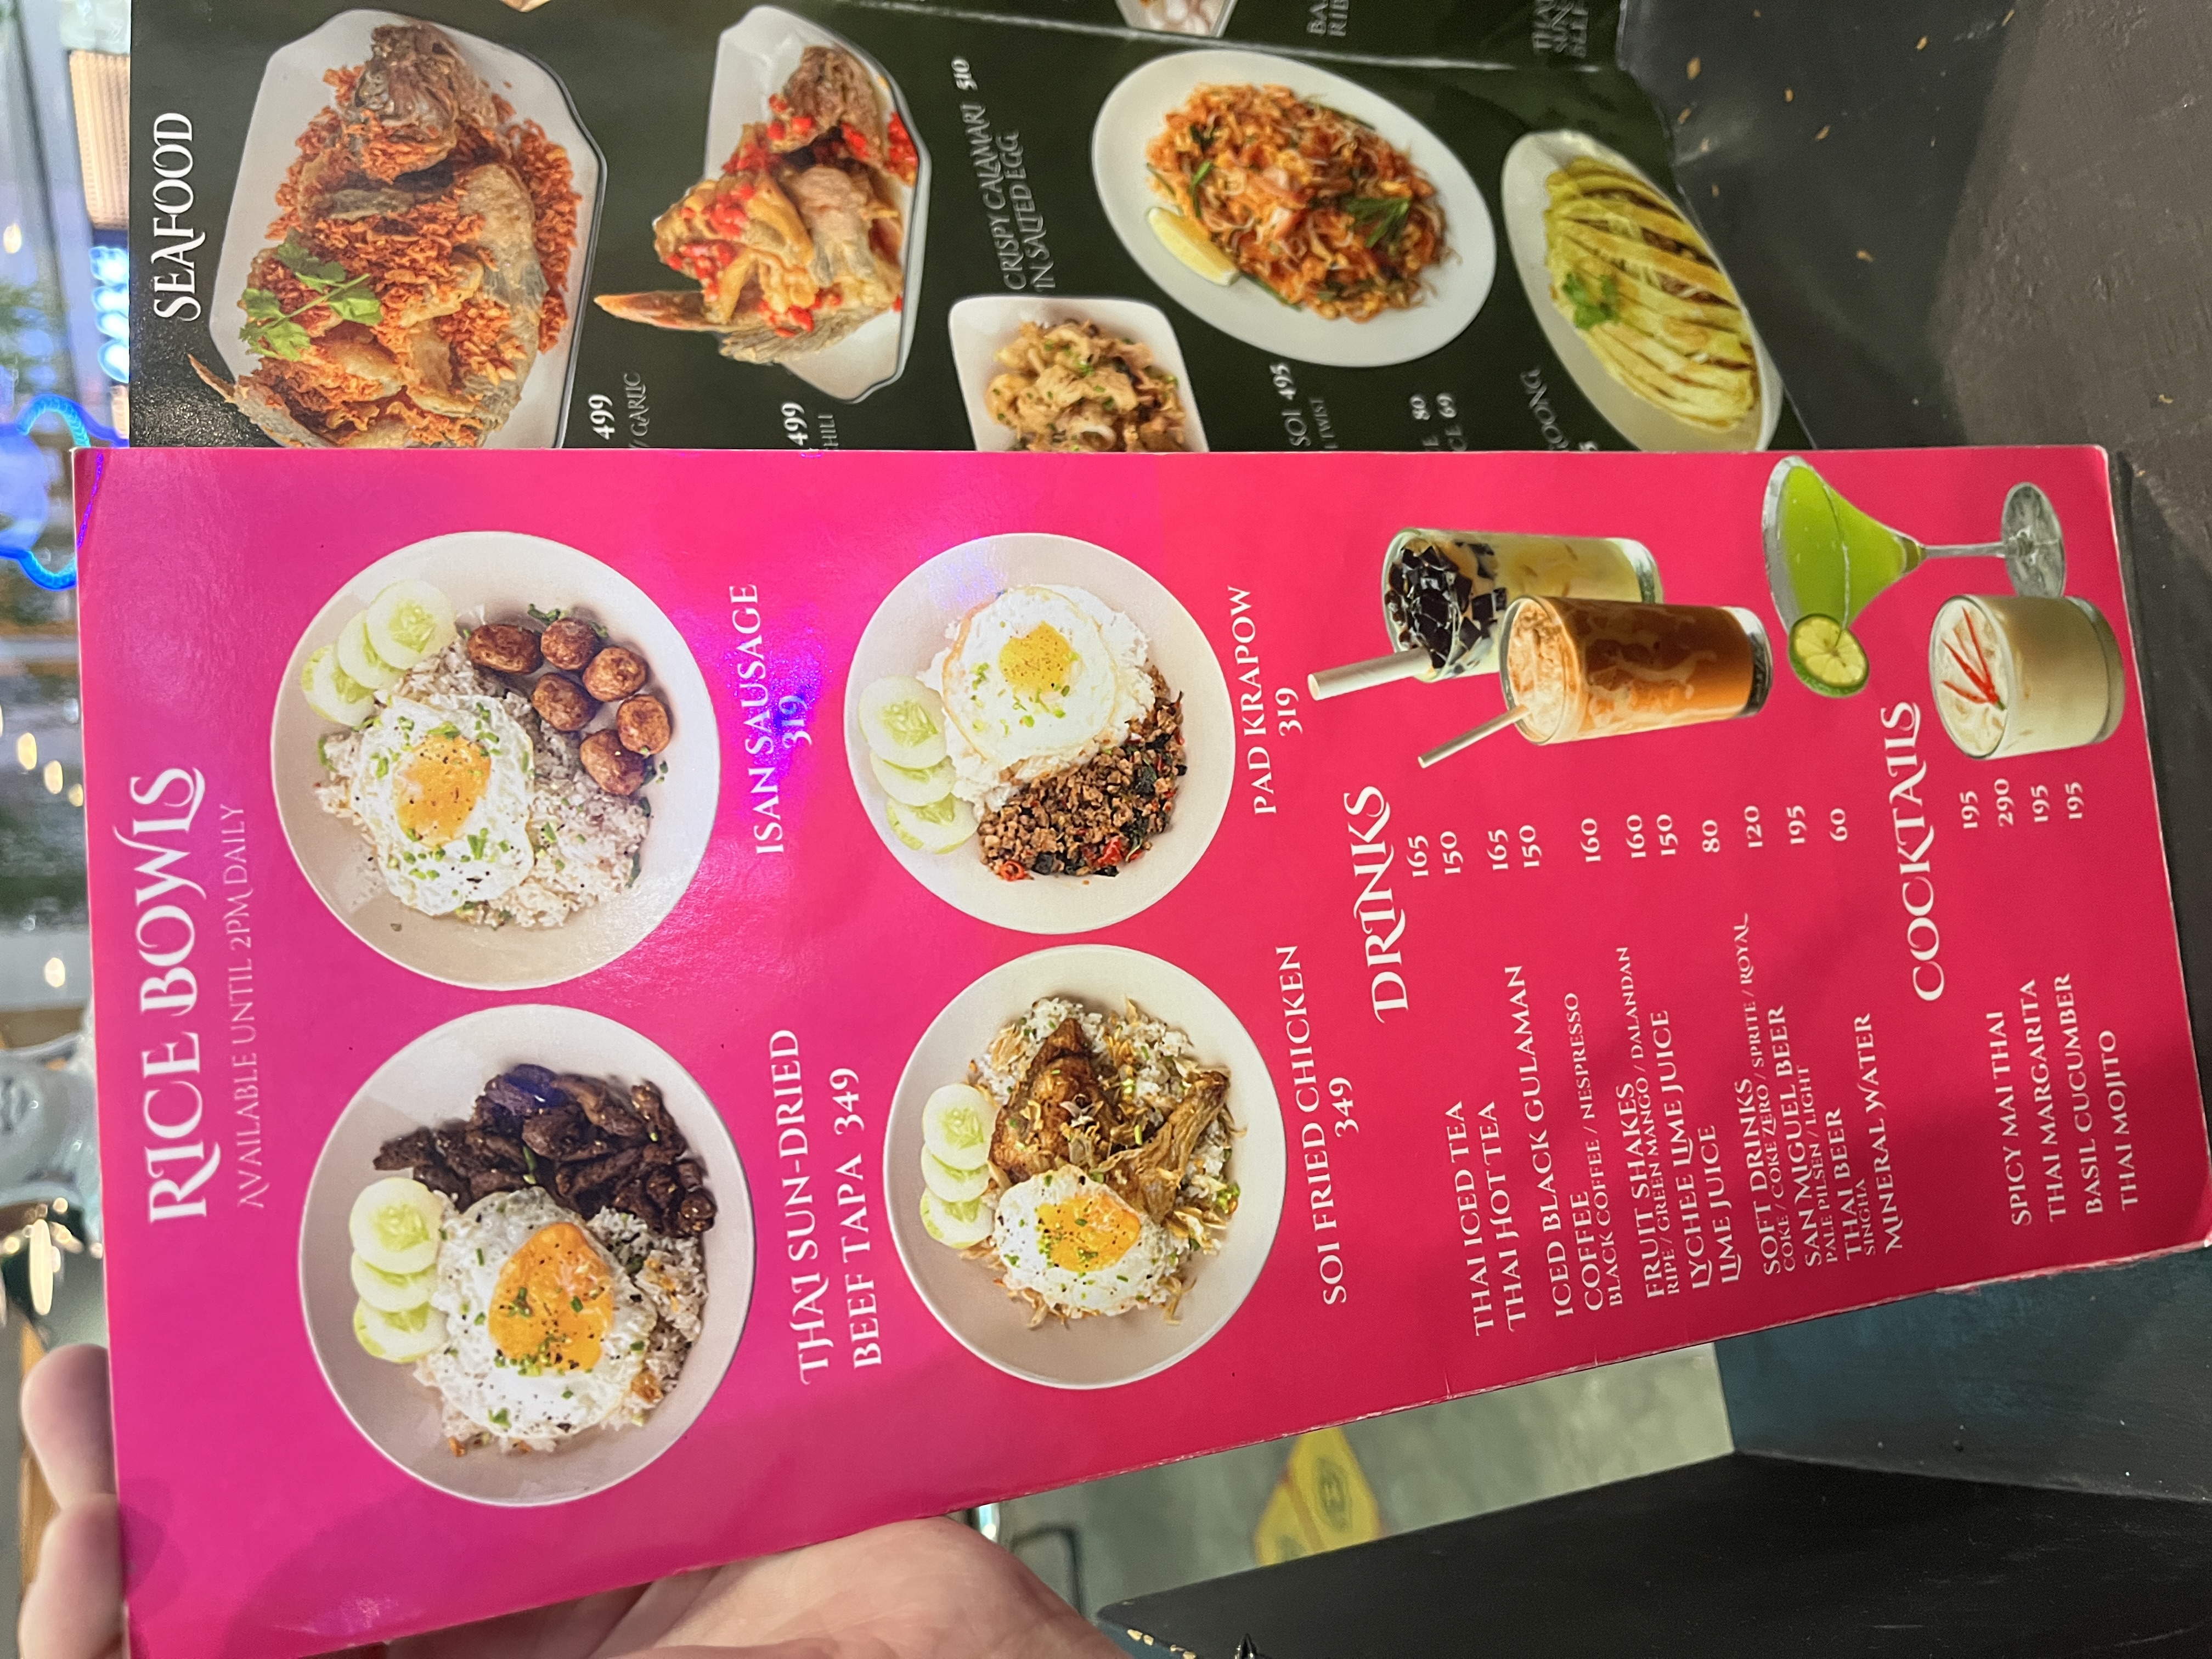 RICE BOWLS
AVAILABLE UNTIL 2PM DAILY
THAI SUN-DRIED
BEEF TAPA 349
ISAN SAUSAGE
319
SOI FRIED CHICKEN
349
PAD KRAPOW
319
DRINKS
THAI ICED TEA 165
THAI HOT TEA 150
ICED BLACK GULAMAN 165
COFFEE 150
BLACK COFFEE / NESPRESSO
FRUIT SHAKES 160
RIPE / GREEN MANGO / DALANDAN
LYCHEE LIME JUICE 160
LIME JUICE 150
SOFT DRINKS 80
COKE / COKE ZERO / SPRITE / ROYAL
SAN MIGUEL BEER 120
PALE PILSEN / LIGHT
THAI BEER 195
SINGHA
MINERAL WATER 60
COCKTAILS
SPICY MAI THAI 195
THAI MARGARITA 290
BASIL CUCUMBER 195
THAI MOJITO 195
SEAFOOD
499
/ GARLIC
499
CRISPY CALAMARI 510
IN SALTED EGG
SOI 495
TWIST
80
69